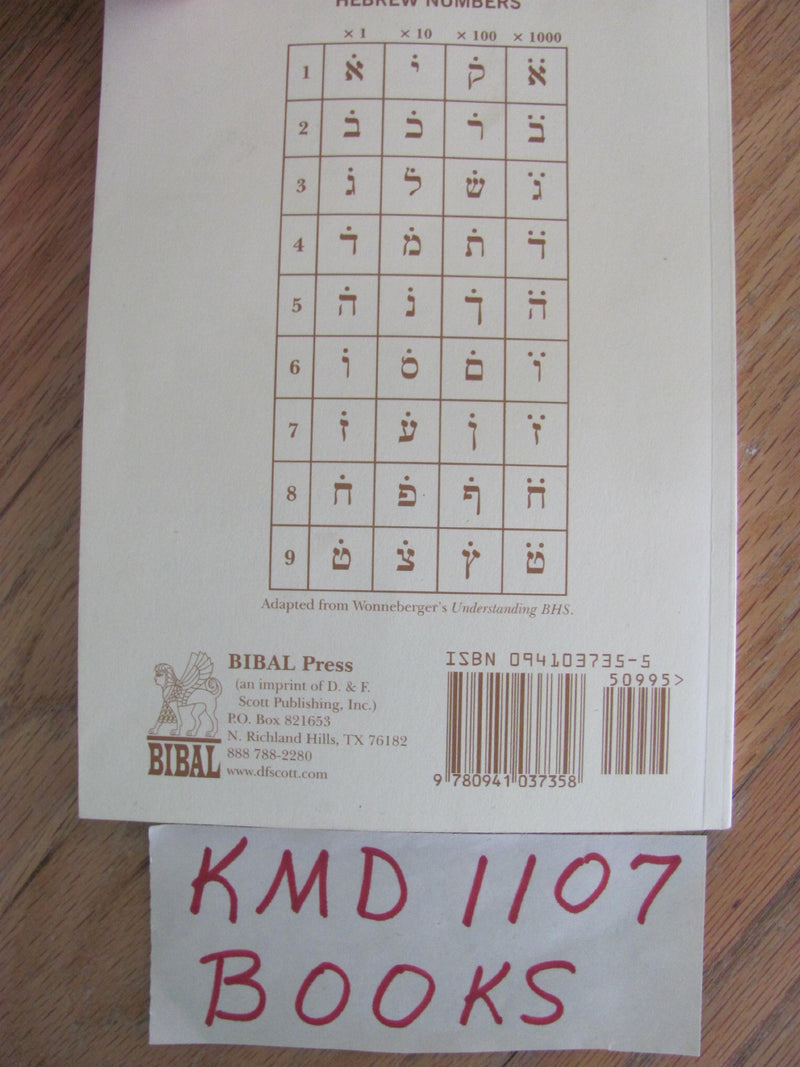 HEBREW NUMBERS
× 1 × 10 × 100 × 1000
1 א̇ י̇ ק̇ א̈
2 ב̇ כ̇ ר̇ ב̈
3 ג̇ ל̇ ש̇ ג̈
4 ד̇ מ̇ ת̇ ד̈
5 ה̇ נ̇ ך̇ ה̈
6 ו̇ ס̇ ם̇ ו̈
7 ז̇ ע̇ ן̇ ז̈
8 ח̇ פ̇ ף̇ ח̈
9 ט̇ צ̇ ץ̇ ט̈
Adapted from Wonneberger's Understanding BHS.
BIBAL Press
(an imprint of D. & F.
Scott Publishing, Inc.)
P.O. Box 821653
N. Richland Hills, TX 76182
888 788-2280
www.dfscott.com
BIBAL
ISBN 094103735-5
50995>
9 780941 037358
KMD 1107
BOOKS